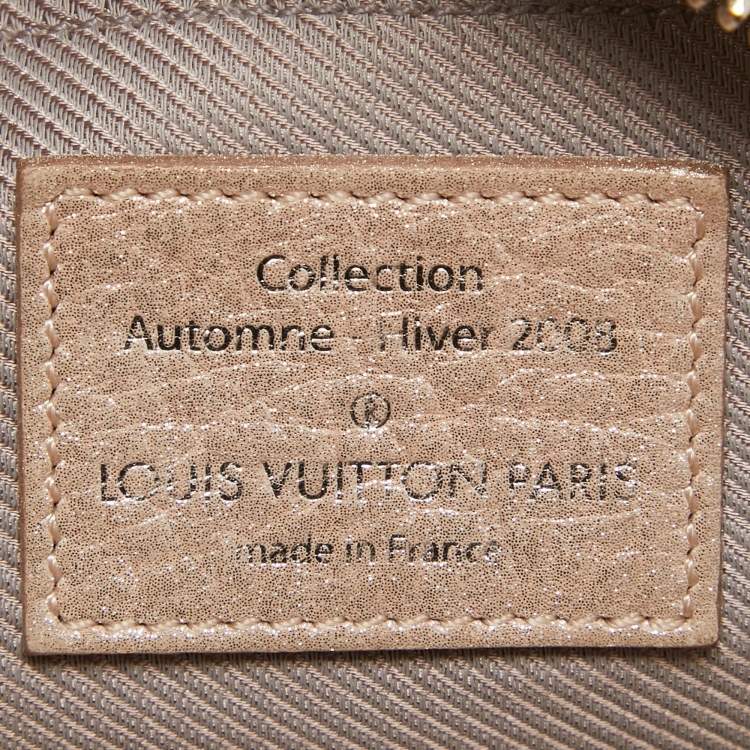 Collection
Automne - Hiver 2008
®
LOUIS VUITTON PARIS
made in France